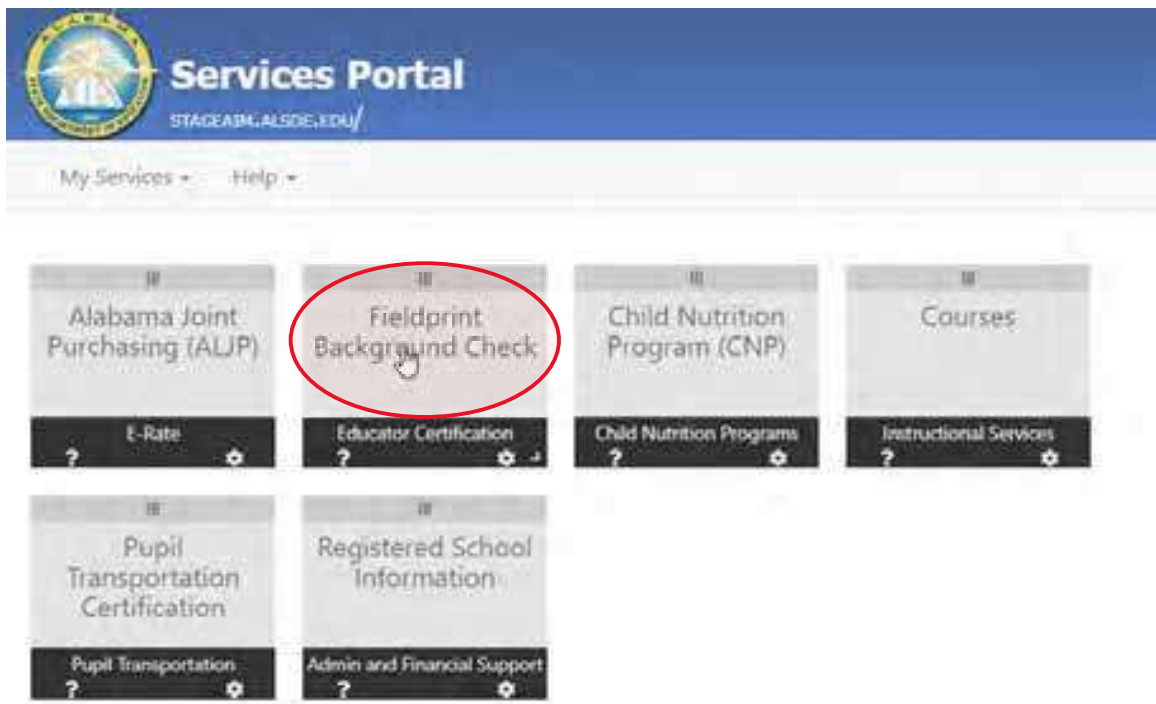 ALABAMA
Services Portal
STAGEAIM.ALSDE.EDU/
My Services
Help
Alabama Joint
Purchasing (ALJP)
E-Rate
?
Fieldprint
Background Check
Educator Certification
?
Child Nutrition
Program (CNP)
Child Nutrition Programs
?
Courses
Instructional Services
?
Pupil
Transportation
Certification
Pupil Transportation
?
Registered School
Information
Admin and Financial Support
?